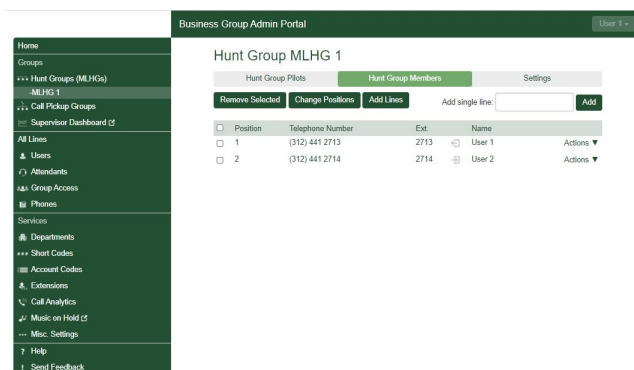 Business Group Admin Portal
User 1
Home
Groups
Hunt Groups (MLHGs)
-MLHG 1
Call Pickup Groups
Supervisor Dashboard
All Lines
Users
Attendants
Group Access
Phones
Services
Departments
Short Codes
Account Codes
Extensions
Call Analytics
Music on Hold
Misc. Settings
? Help
! Send Feedback
Hunt Group MLHG 1
Hunt Group Pilots Hunt Group Members Settings
Remove Selected Change Positions Add Lines Add single line: Add
Position Telephone Number Ext. Name
1 (312) 441 2713 2713 User 1 Actions ▼
2 (312) 441 2714 2714 User 2 Actions ▼